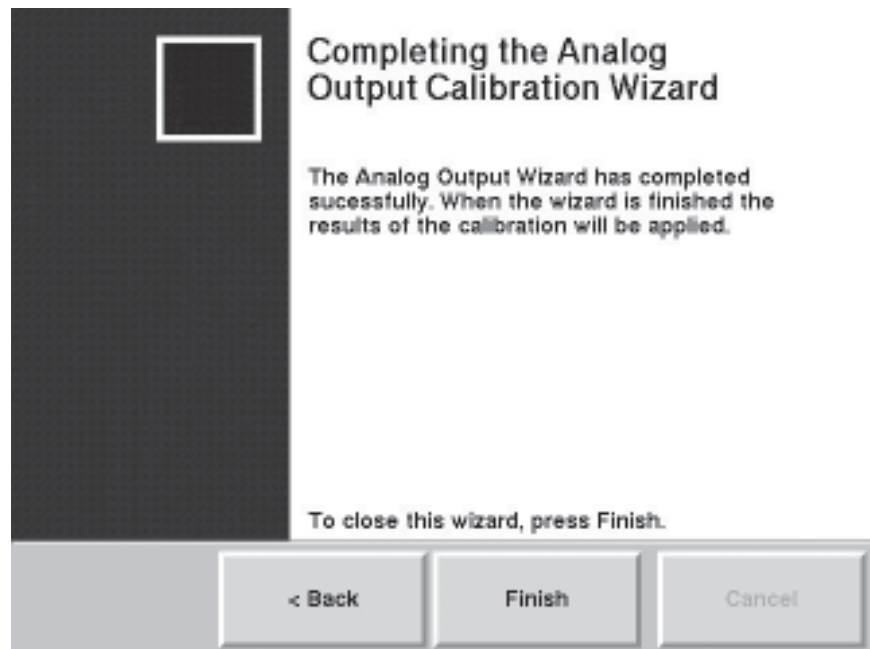 Completing the Analog
Output Calibration Wizard
The Analog Output Wizard has completed
sucessfully. When the wizard is finished the
results of the calibration will be applied.
To close this wizard, press Finish.
< Back
Finish
Cancel